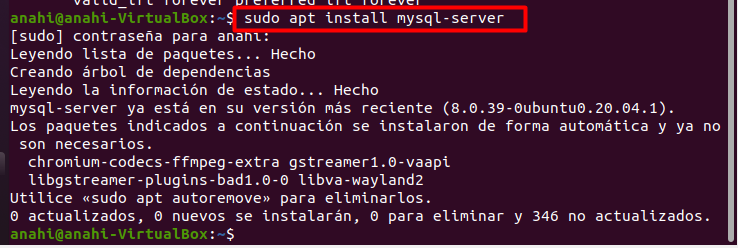 valid_lft forever preferred_lft forever
anahi@anahi-VirtualBox:~$ sudo apt install mysql-server
[sudo] contraseña para anahi:
Leyendo lista de paquetes... Hecho
Creando árbol de dependencias
Leyendo la información de estado... Hecho
mysql-server ya está en su versión más reciente (8.0.39-0ubuntu0.20.04.1).
Los paquetes indicados a continuación se instalaron de forma automática y ya no
son necesarios.
chromium-codecs-ffmpeg-extra gstreamer1.0-vaapi
libgstreamer-plugins-bad1.0-0 libva-wayland2
Utilice «sudo apt autoremove» para eliminarlos.
0 actualizados, 0 nuevos se instalarán, 0 para eliminar y 346 no actualizados.
anahi@anahi-VirtualBox:~$